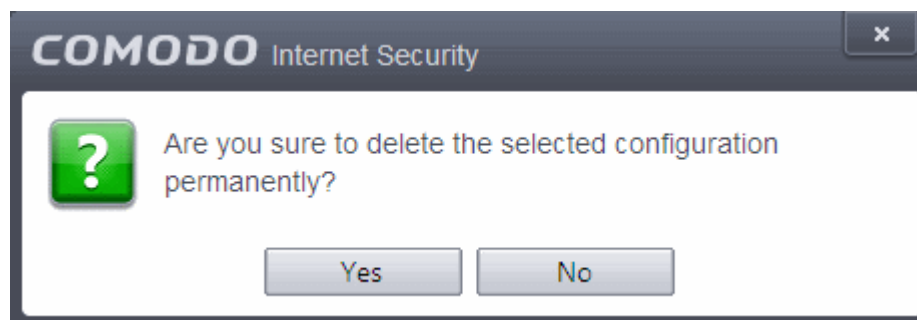 COMODO Internet Security
×
?
Are you sure to delete the selected configuration
permanently?
Yes No